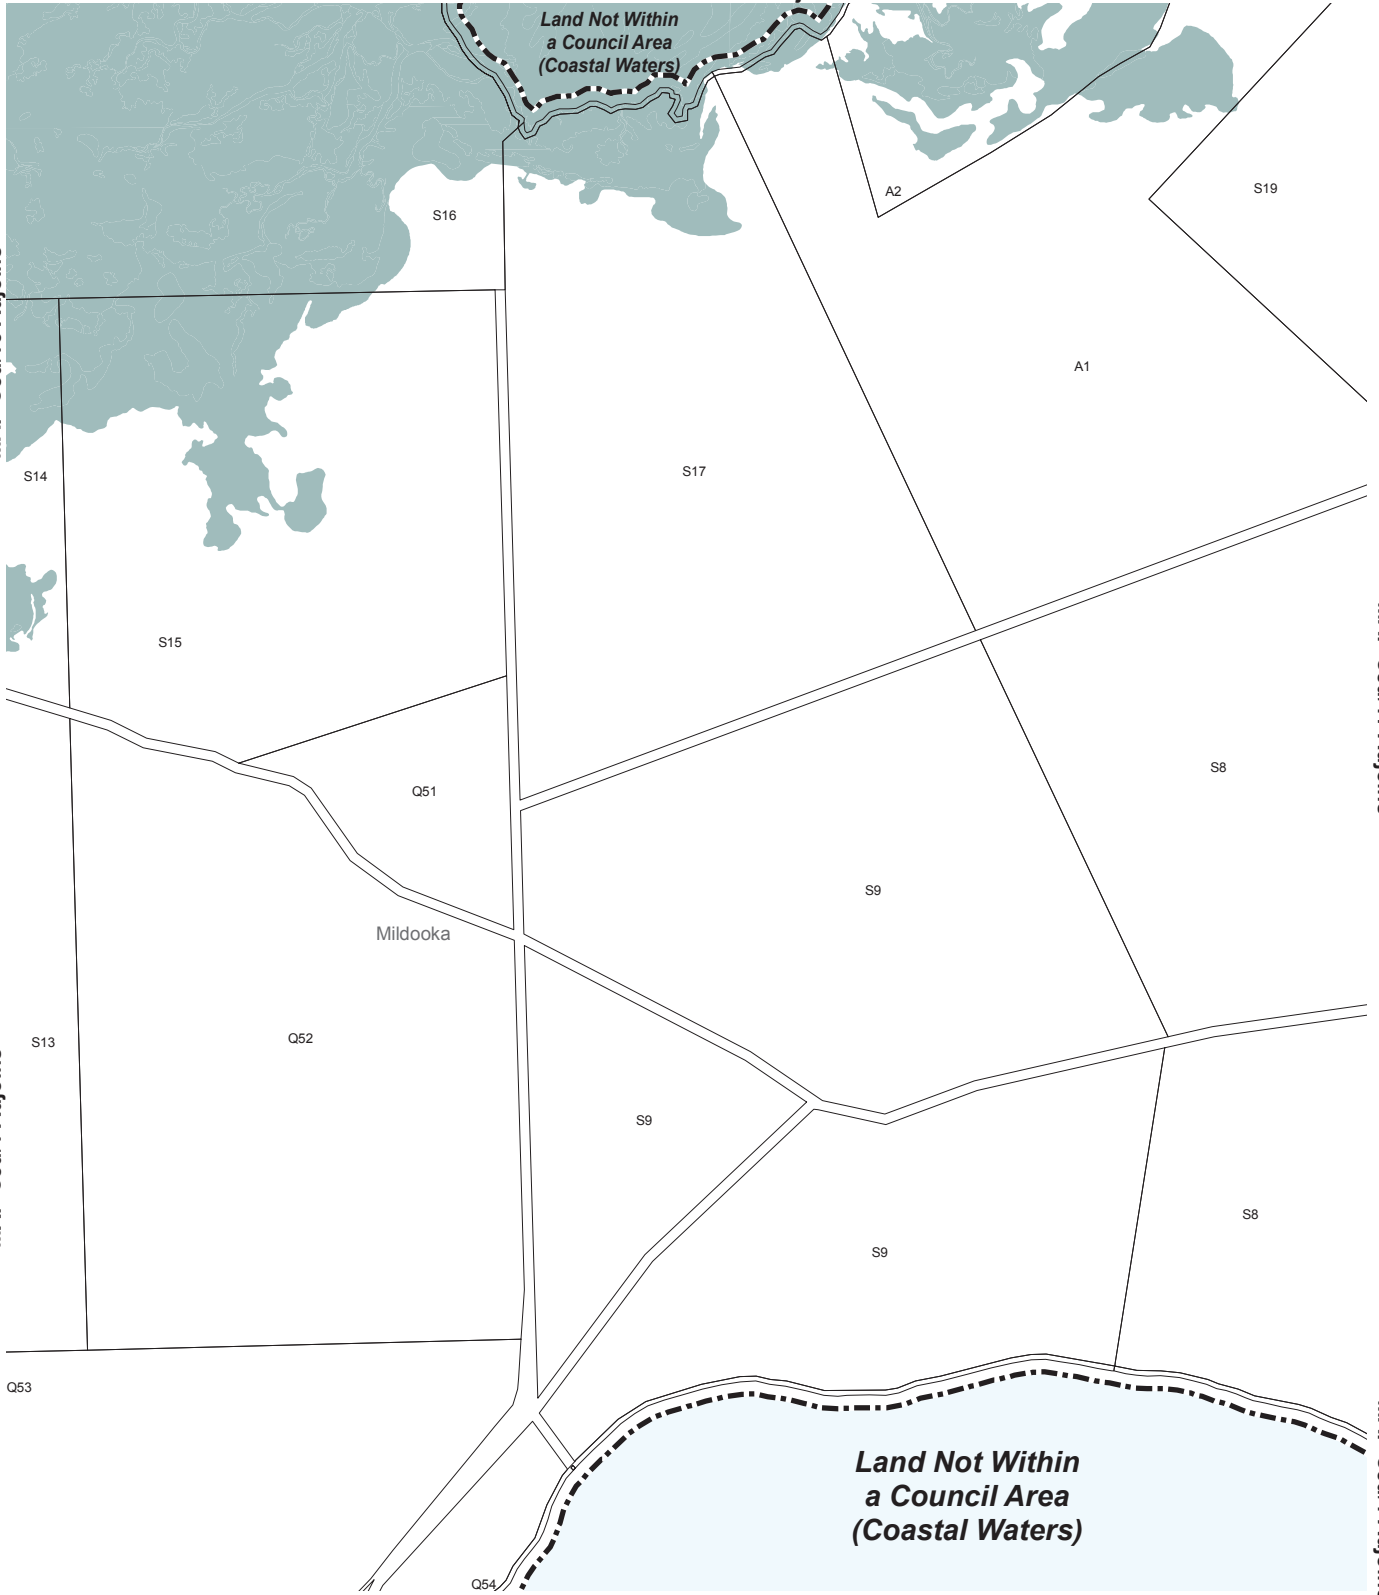 Land Not Within
a Council Area
(Coastal Waters)
A2
S19
S16
A1
S17
S14
S15
S8
Q51
S9
Mildooka
Q52
S13
S9
S8
S9
Q53
Land Not Within
a Council Area
(Coastal Waters)
Q54